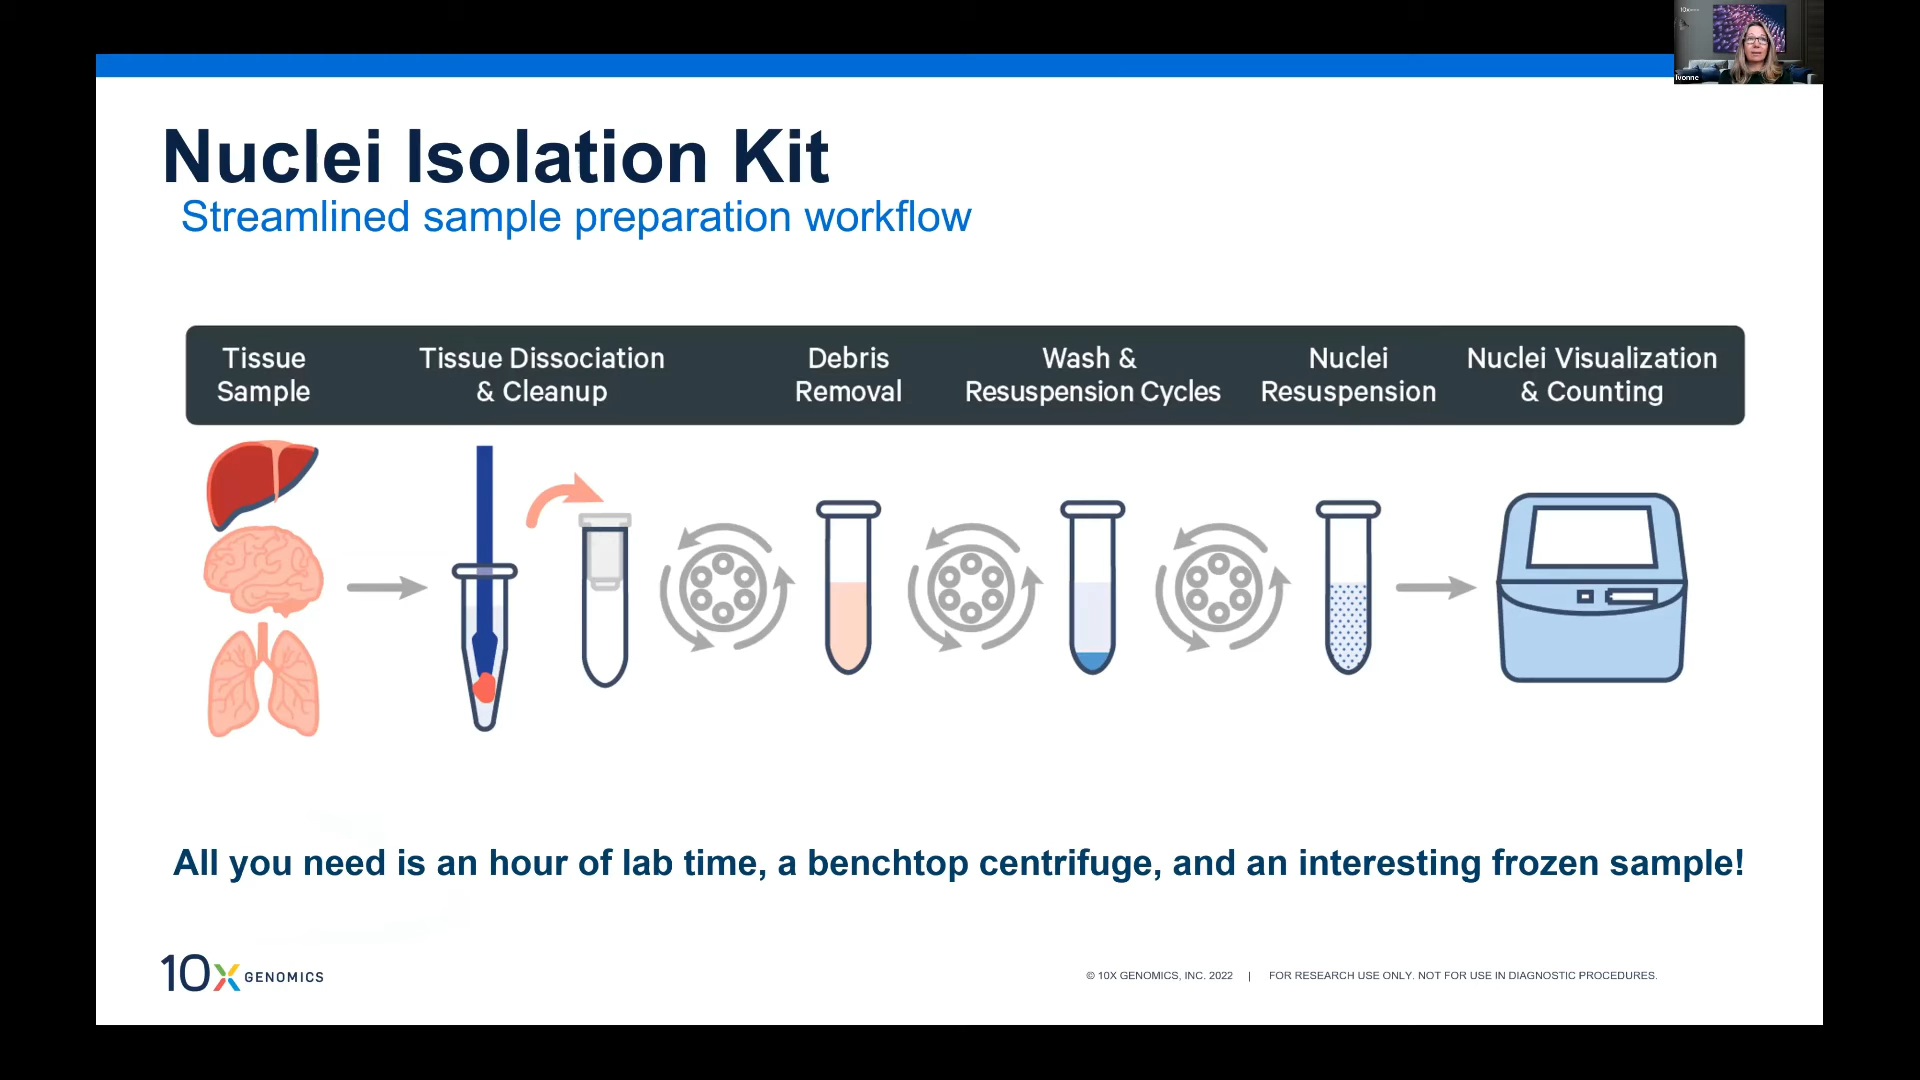 10x
Ivonne
Nuclei Isolation Kit
Streamlined sample preparation workflow
Tissue
Sample
Tissue Dissociation
& Cleanup
Debris
Removal
Wash &
Resuspension Cycles
Nuclei
Resuspension
Nuclei Visualization
& Counting
All you need is an hour of lab time, a benchtop centrifuge, and an interesting frozen sample!
10x GENOMICS
© 10X GENOMICS, INC. 2022 | FOR RESEARCH USE ONLY. NOT FOR USE IN DIAGNOSTIC PROCEDURES.